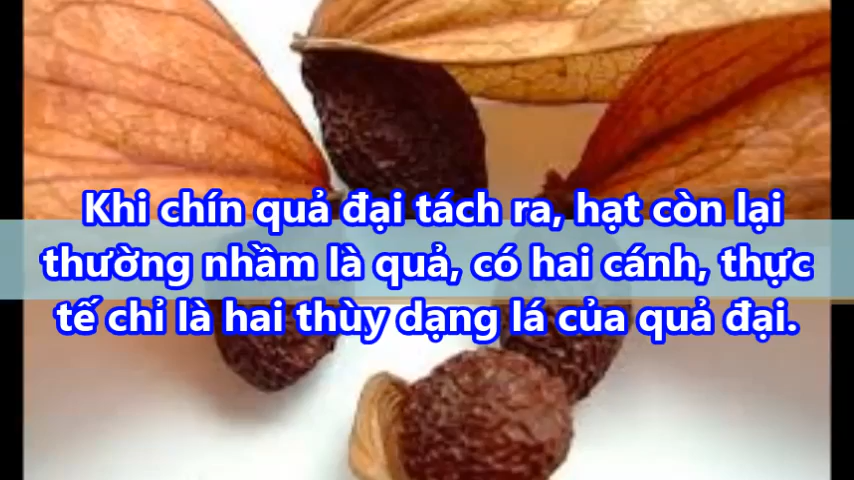 Khi chín quả đại tách ra, hạt còn lại
thường nhầm là quả, có hai cánh, thực
tế chỉ là hai thùy dạng lá của quả đại.